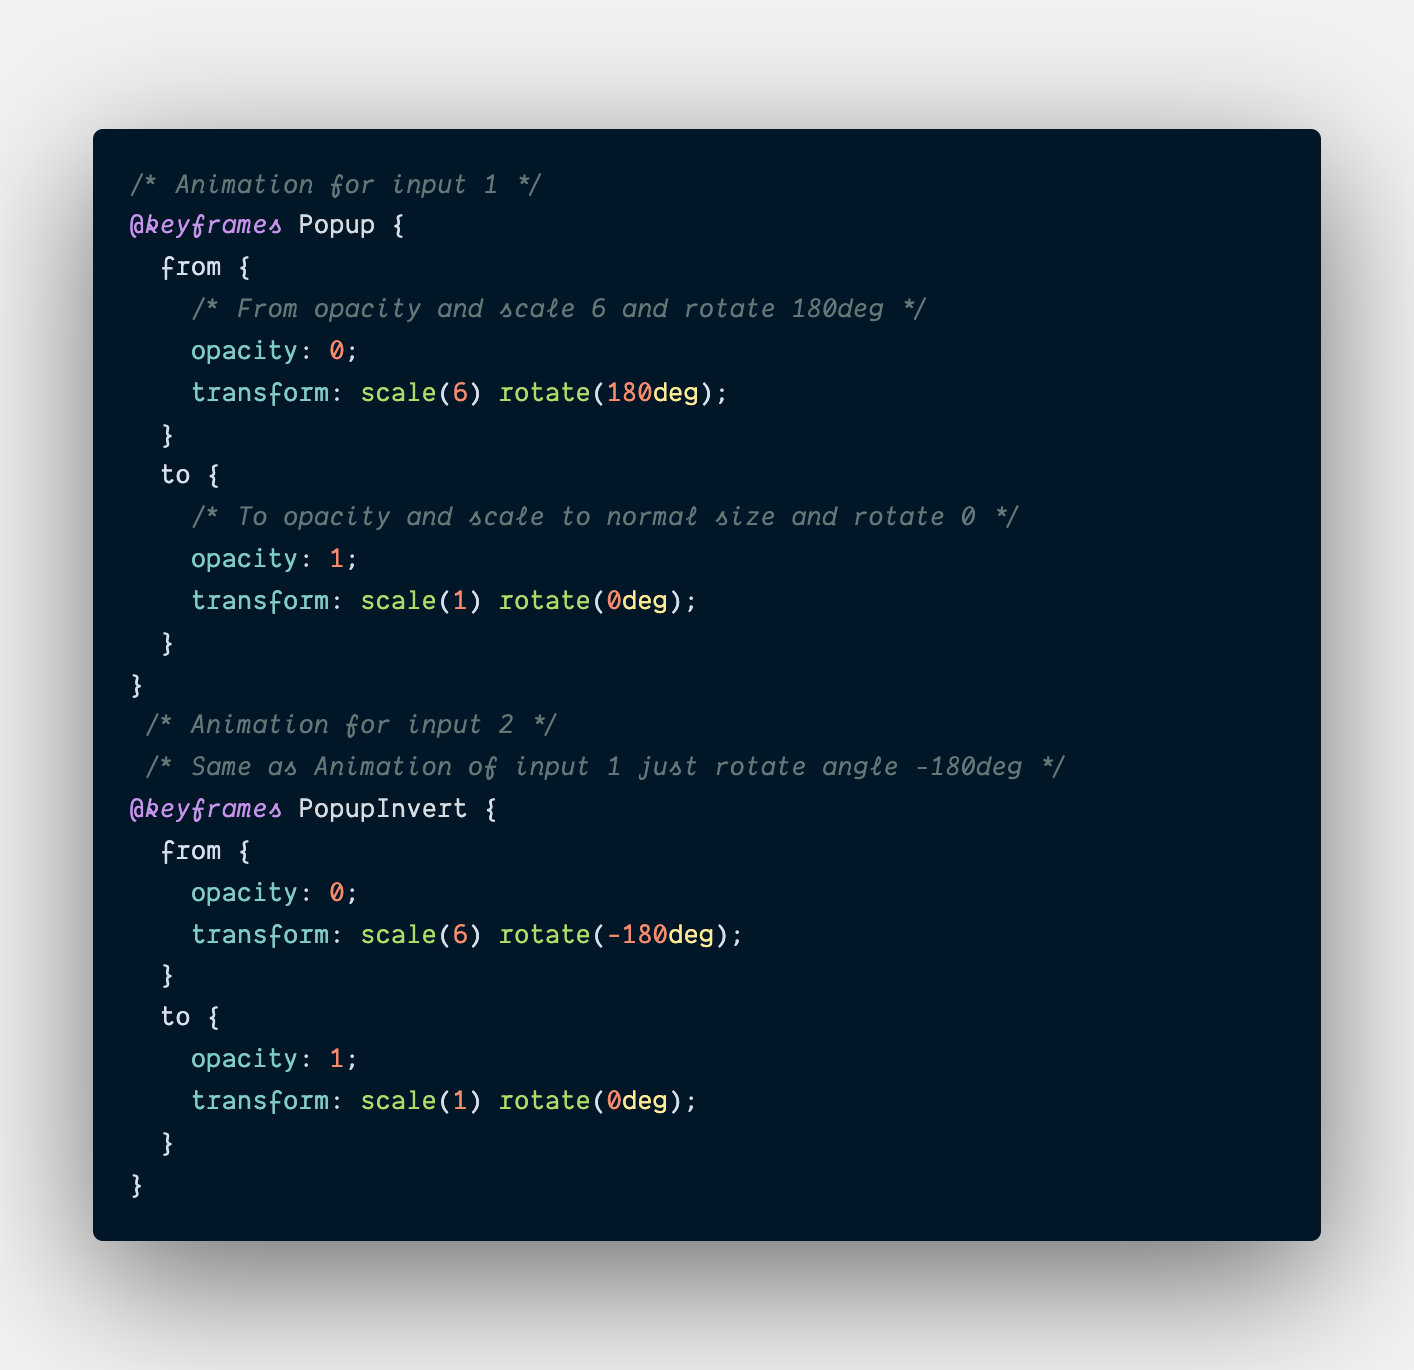 /* Animation for input 1 */
@keyframes Popup {
  from {
    /* From opacity and scale 6 and rotate 180deg */
    opacity: 0;
    transform: scale(6) rotate(180deg);
  }
  to {
    /* To opacity and scale to normal size and rotate 0 */
    opacity: 1;
    transform: scale(1) rotate(0deg);
  }
}
 /* Animation for input 2 */
 /* Same as Animation of input 1 just rotate angle -180deg */
@keyframes PopupInvert {
  from {
    opacity: 0;
    transform: scale(6) rotate(-180deg);
  }
  to {
    opacity: 1;
    transform: scale(1) rotate(0deg);
  }
}